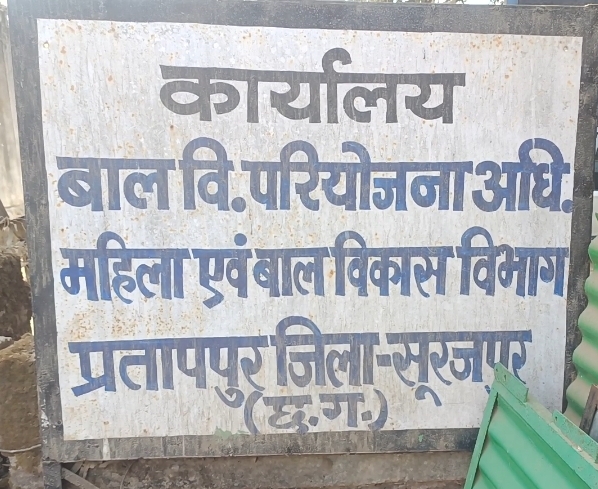 कार्यालय
बाल वि. परियोजना अधि.
महिला एवं बाल विकास विभाग
प्रतापपुर जिला-सूरजपुर
(छ.ग.)